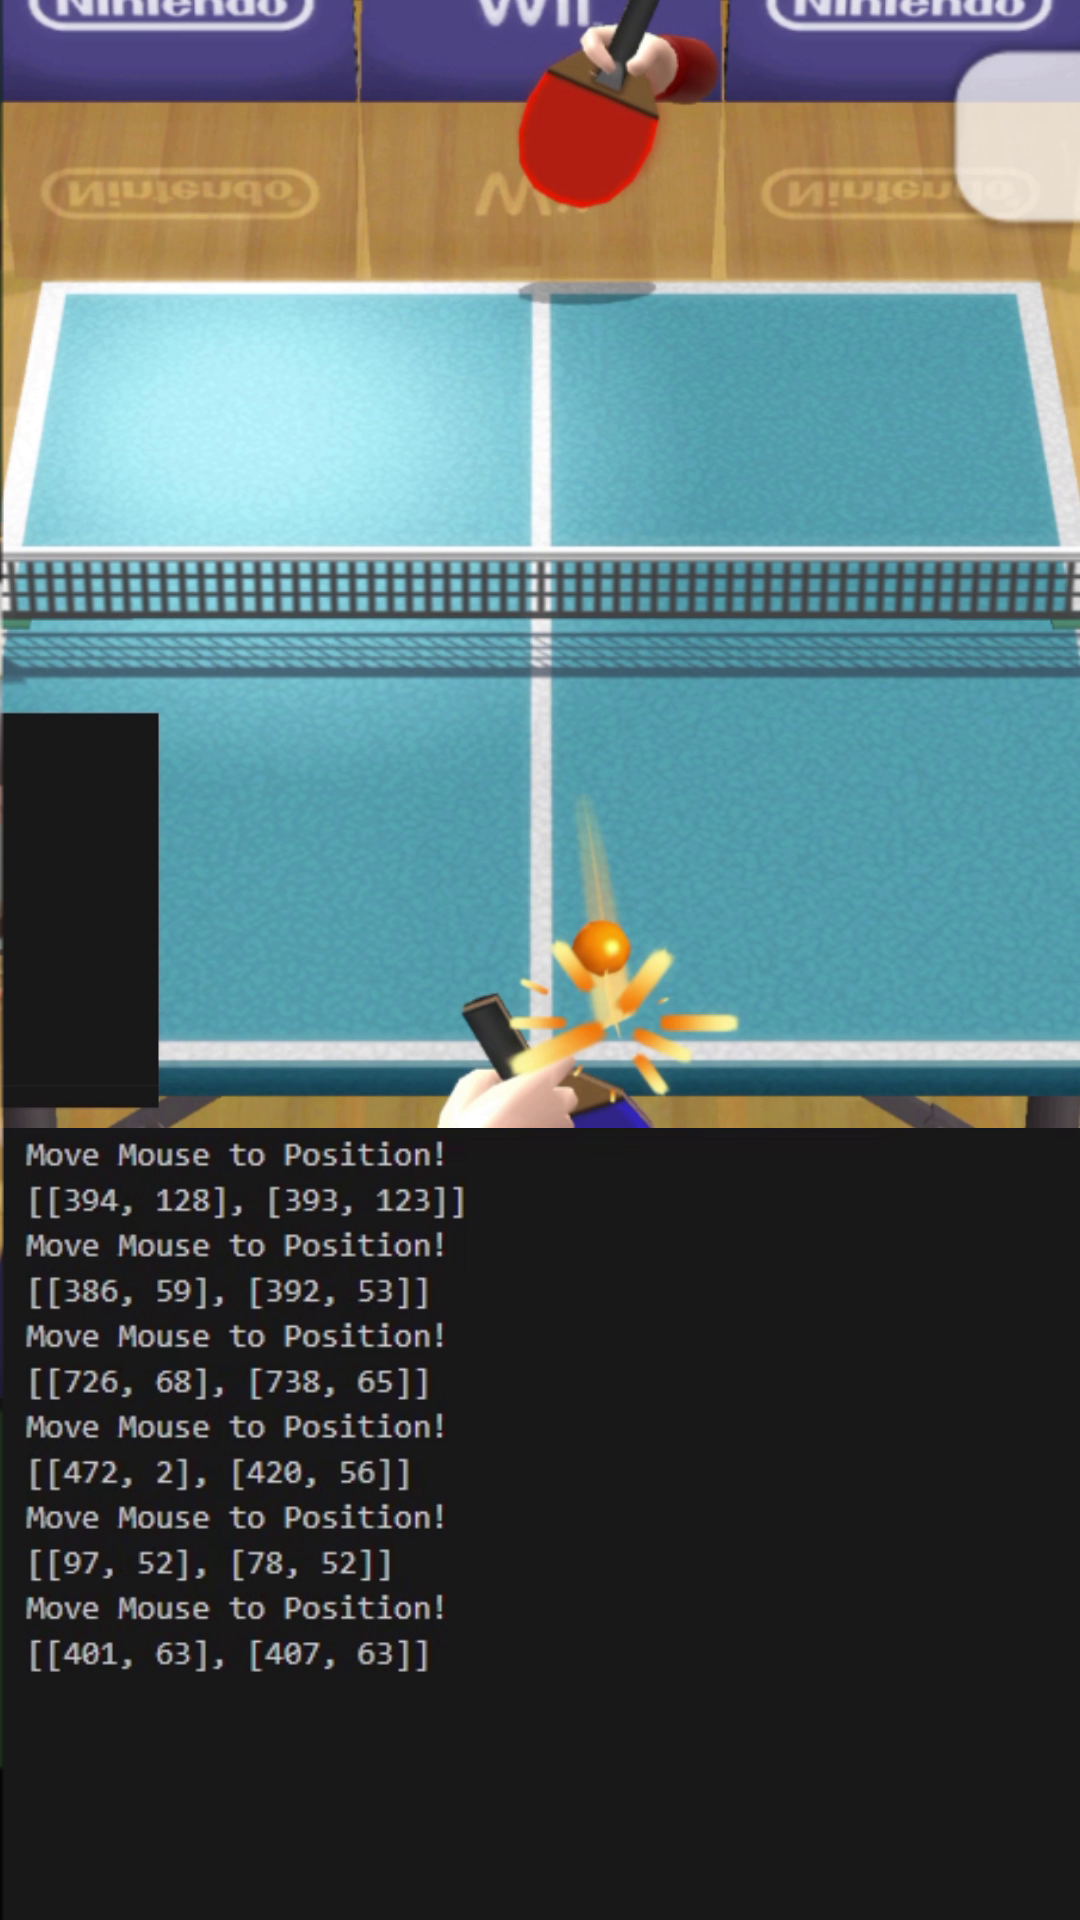 Nintendo
Wii
Nintendo
Nintendo
Wii
Nintendo
Move Mouse to Position!
[[394, 128], [393, 123]]
Move Mouse to Position!
[[386, 59], [392, 53]]
Move Mouse to Position!
[[726, 68], [738, 65]]
Move Mouse to Position!
[[472, 2], [420, 56]]
Move Mouse to Position!
[[97, 52], [78, 52]]
Move Mouse to Position!
[[401, 63], [407, 63]]